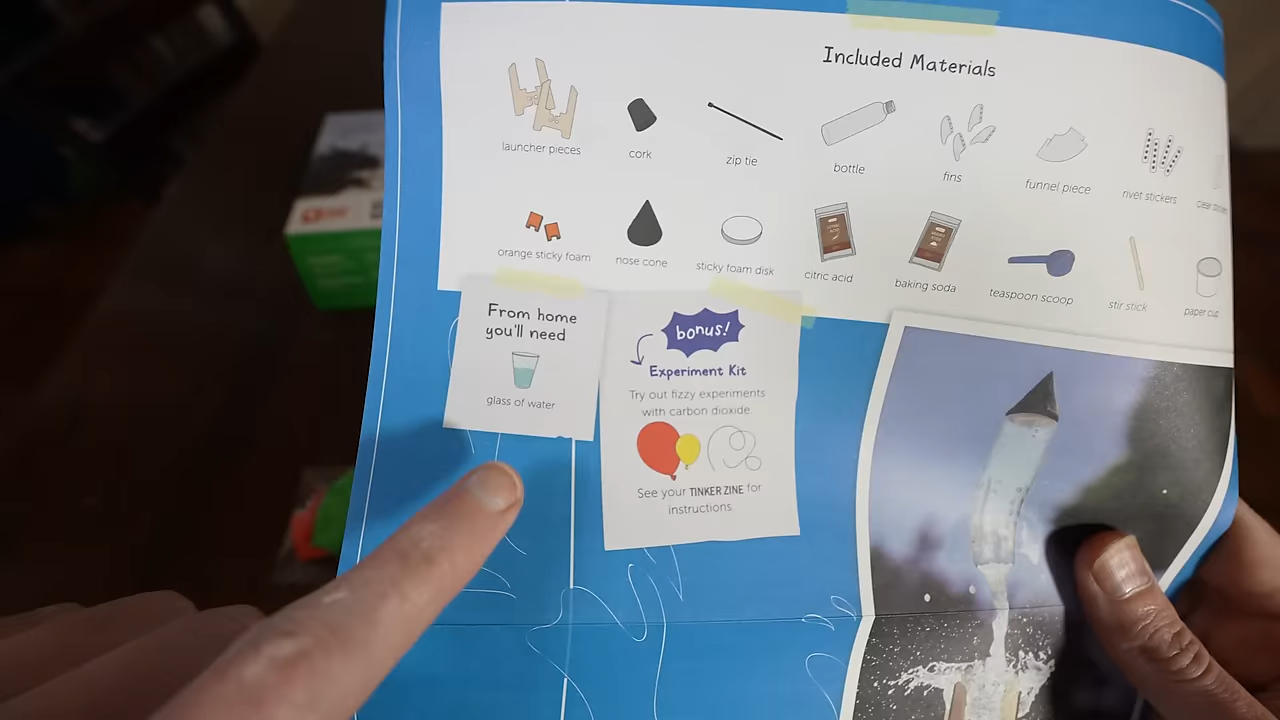 Included Materials
launcher pieces
cork
zip tie
bottle
fins
funnel piece
rivet stickers
orange sticky foam
nose cone
sticky foam disk
citric acid
baking soda
teaspoon scoop
stir stick
paper cup
From home
you'll need
glass of water
bonus!
Experiment Kit
Try out fizzy experiments
with carbon dioxide.
See your TINKER ZINE for
instructions.